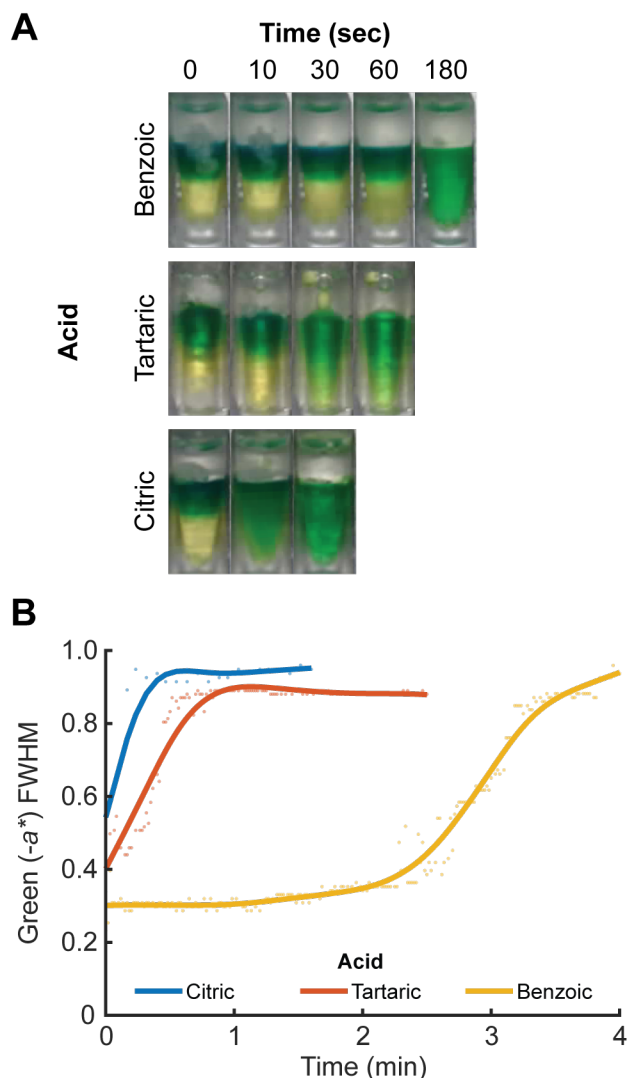 A
Time (sec)
0 10 30 60 180
Benzoic
Tartaric
Citric
Acid
B
1.0
0.8
0.6
0.4
0.2
0
Green (-a*) FWHM
Acid
Citric Tartaric Benzoic
0 1 2 3 4
Time (min)